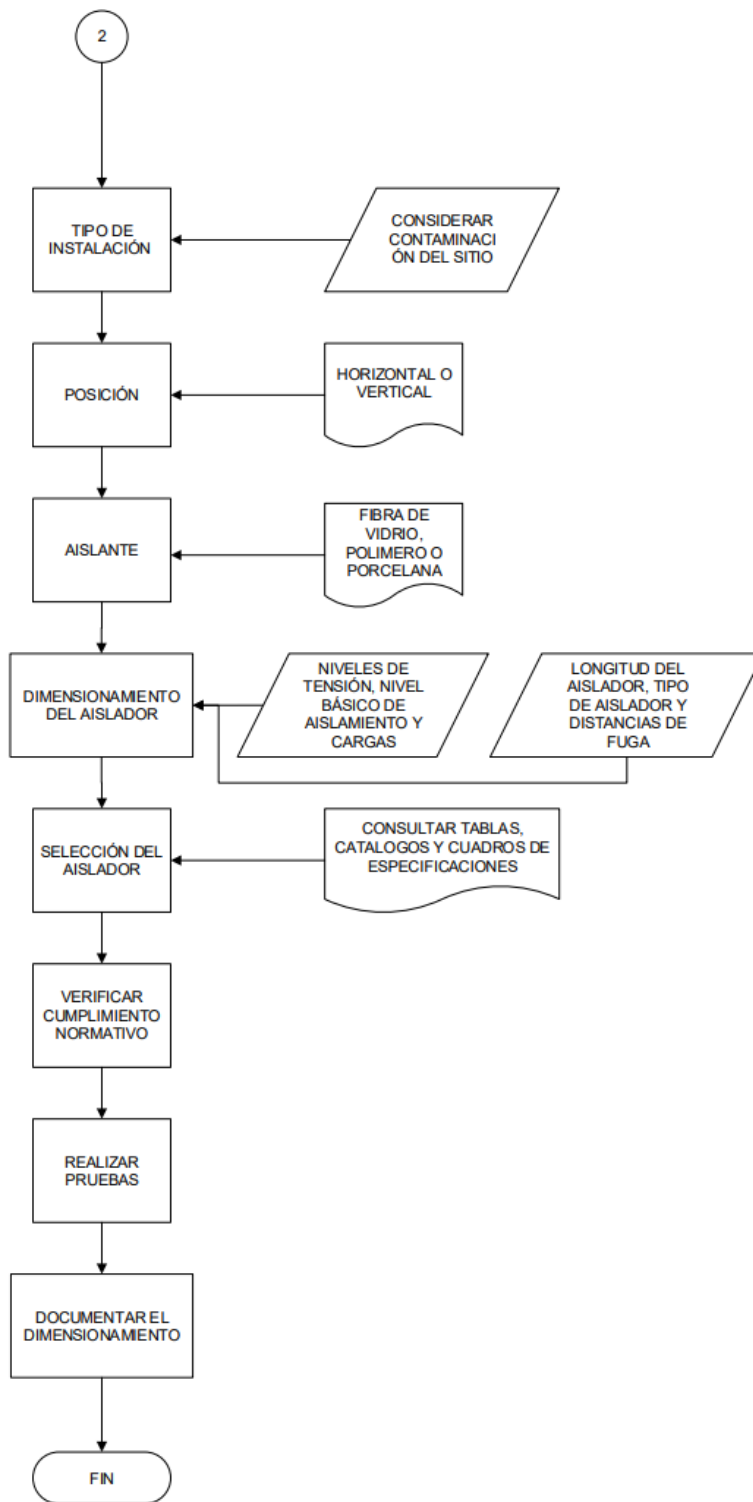 2
TIPO DE
INSTALACIÓN
CONSIDERAR
CONTAMINACI
ÓN DEL SITIO
POSICIÓN
HORIZONTAL O
VERTICAL
AISLANTE
FIBRA DE
VIDRIO,
POLIMERO O
PORCELANA
DIMENSIONAMIENTO
DEL AISLADOR
NIVELES DE
TENSIÓN, NIVEL
BÁSICO DE
AISLAMIENTO Y
CARGAS
LONGITUD DEL
AISLADOR, TIPO
DE AISLADOR Y
DISTANCIAS DE
FUGA
SELECCIÓN DEL
AISLADOR
CONSULTAR TABLAS,
CATALOGOS Y CUADROS DE
ESPECIFICACIONES
VERIFICAR
CUMPLIMIENTO
NORMATIVO
REALIZAR
PRUEBAS
DOCUMENTAR EL
DIMENSIONAMIENTO
FIN